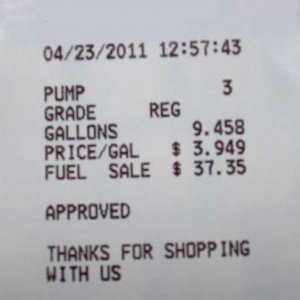 04/23/2011 12:57:43
PUMP 3
GRADE REG
GALLONS 9.458
PRICE/GAL $ 3.949
FUEL SALE $ 37.35
APPROVED
THANKS FOR SHOPPING
WITH US